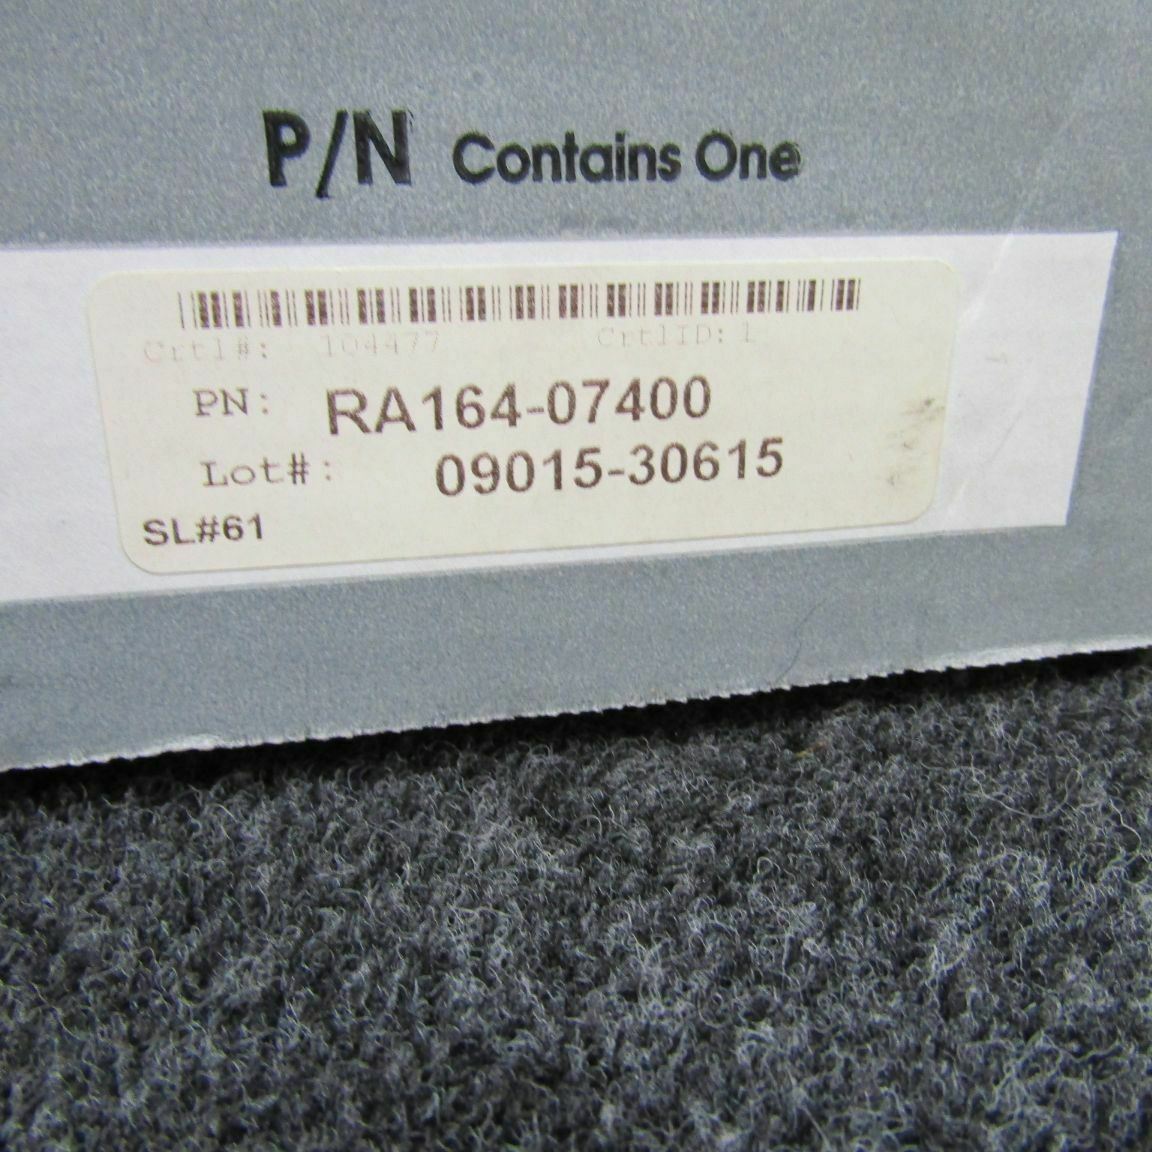 P/N Contains One
Crtl#: 104477 CrtlID: 1
PN: RA164-07400
Lot#: 09015-30615
SL#61